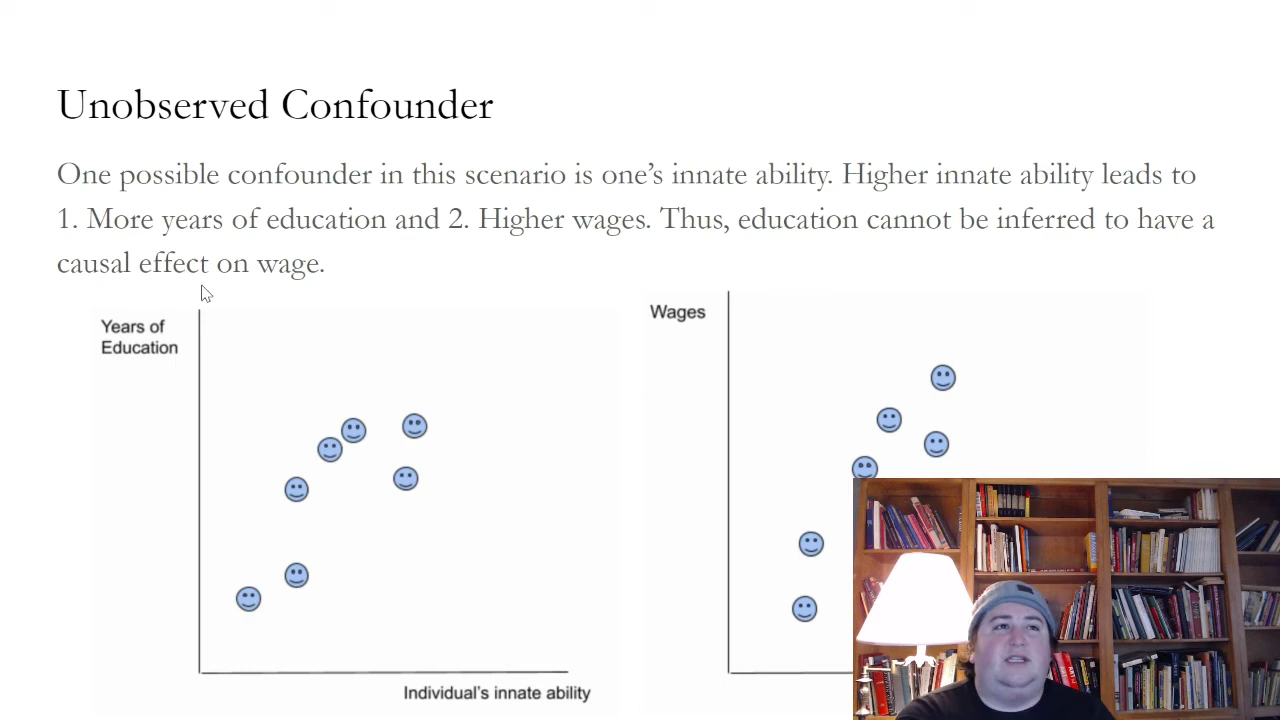 Unobserved Confounder
One possible confounder in this scenario is one’s innate ability. Higher innate ability leads to
1. More years of education and 2. Higher wages. Thus, education cannot be inferred to have a
causal effect on wage.
Years of
Education
Individual's innate ability
Wages